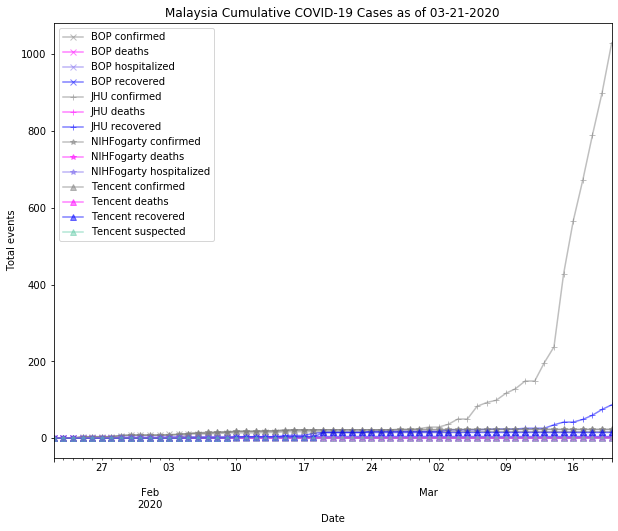 Malaysia Cumulative COVID-19 Cases as of 03-21-2020
BOP confirmed
BOP deaths
BOP hospitalized
BOP recovered
JHU confirmed
JHU deaths
JHU recovered
NIHFogarty confirmed
NIHFogarty deaths
NIHFogarty hospitalized
Tencent confirmed
Tencent deaths
Tencent recovered
Tencent suspected
Total events
1000
800
600
400
200
0
27 03 10 17 24 02 09 16
Feb Mar
2020
Date